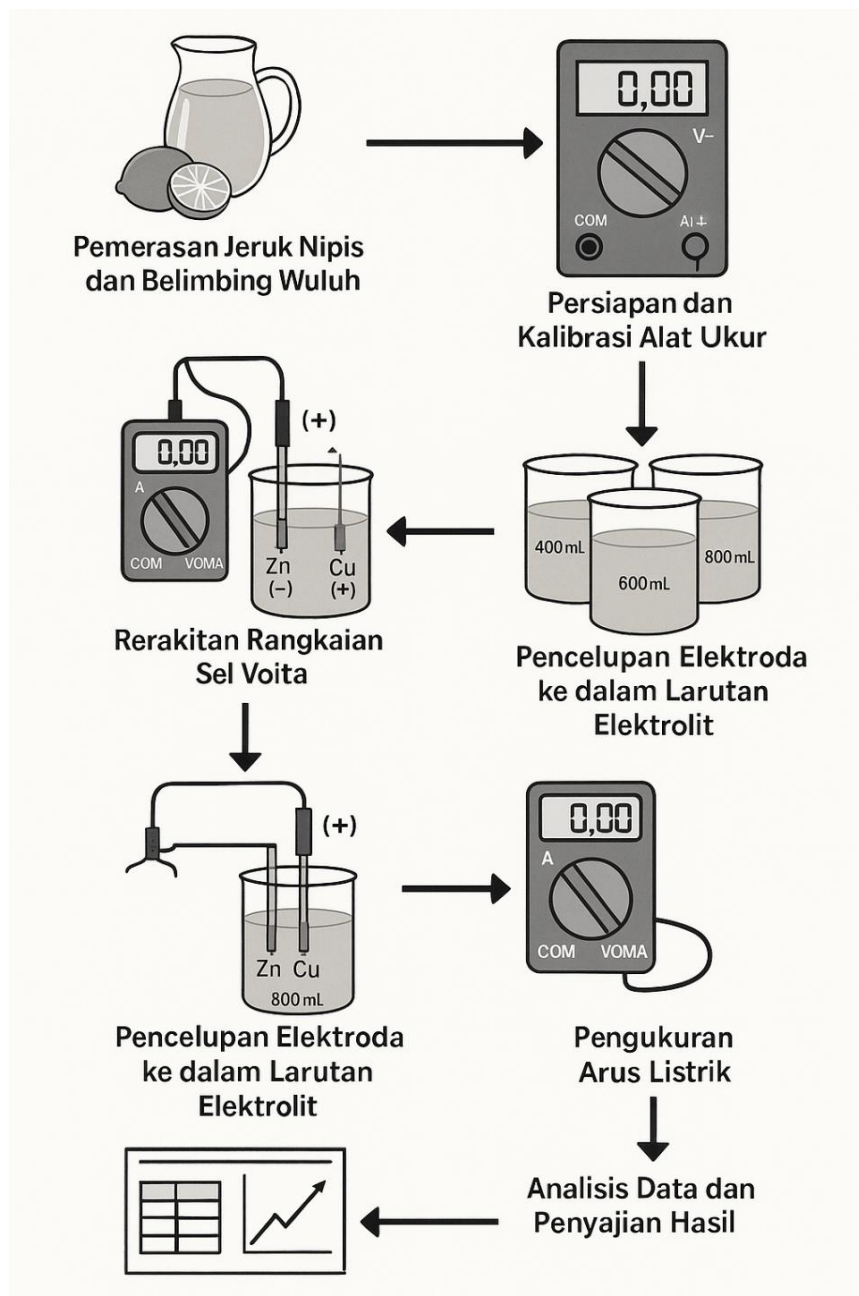 0,00
V–
COM
Pemerasan Jeruk Nipis
dan Belimbing Wuluh
Persiapan dan
Kalibrasi Alat Ukur
0,00
(+)
A
COM VOMA
Zn
(–)
Cu
(+)
Rerakitan Rangkaian
Sel Voita
400 mL
600 mL
800 mL
Pencelupan Elektroda
ke dalam Larutan
Elektrolit
(+)
Zn Cu
800 mL
Pencelupan Elektroda
ke dalam Larutan
Elektrolit
0,00
A
COM VOMA
Pengukuran
Arus Listrik
Analisis Data dan
Penyajian Hasil